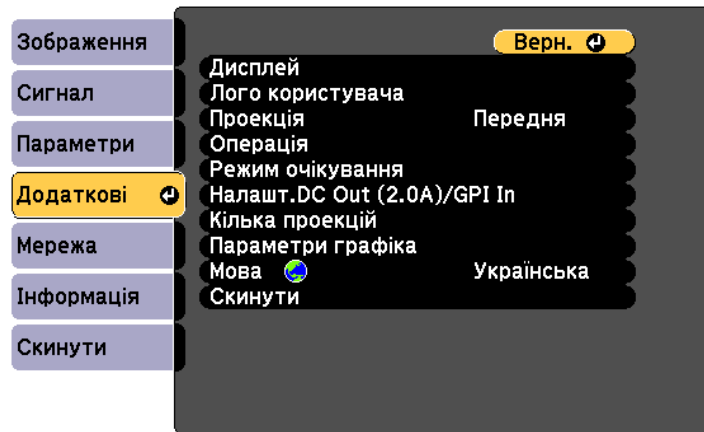 Зображення
Сигнал
Параметри
Додаткові
Мережа
Інформація
Скинути
Верн.
Дисплей
Лого користувача
Проекція Передня
Операція
Режим очікування
Налашт.DC Out (2.0A)/GPI In
Кілька проекцій
Параметри графіка
Мова Українська
Скинути